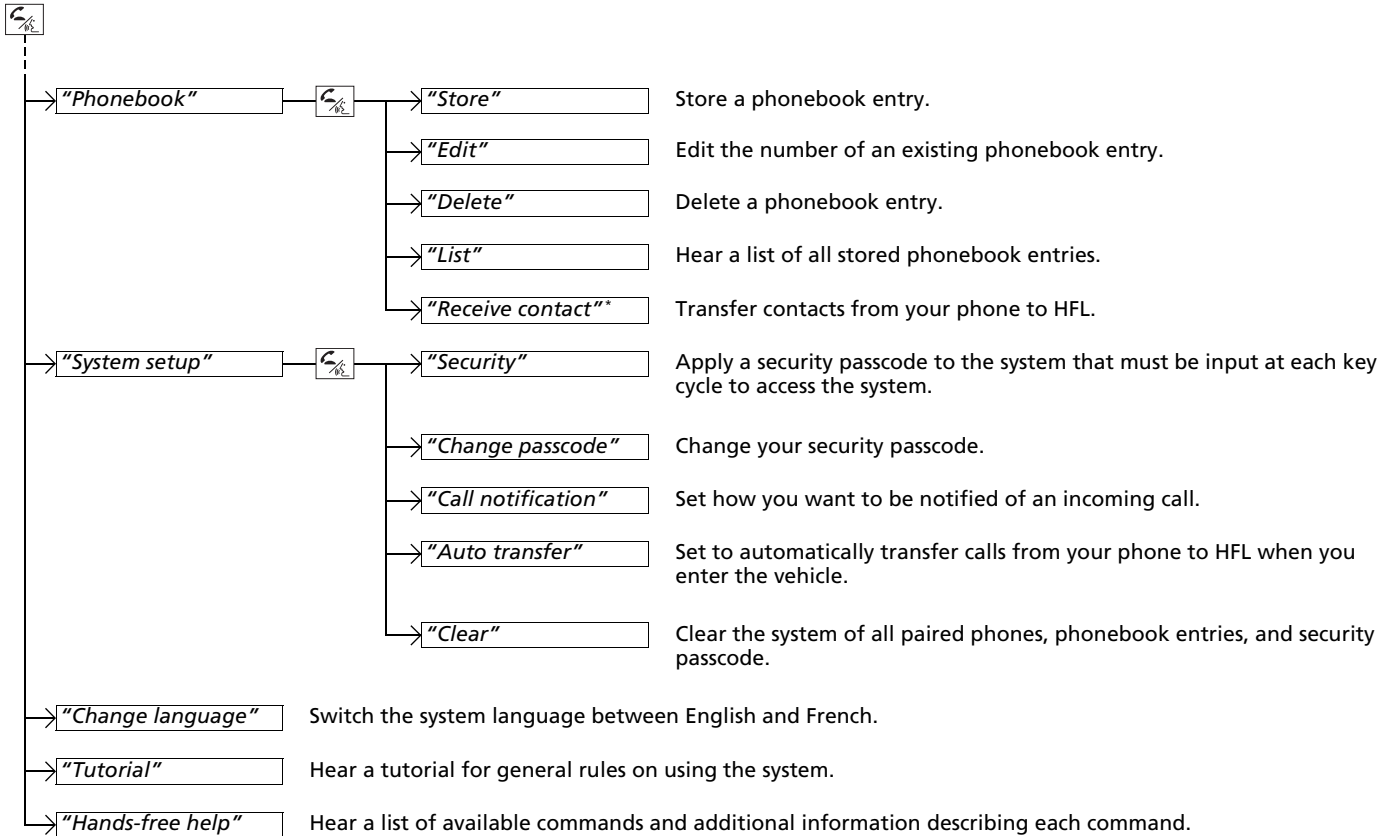 "Phonebook"
"Store" Store a phonebook entry.
"Edit" Edit the number of an existing phonebook entry.
"Delete" Delete a phonebook entry.
"List" Hear a list of all stored phonebook entries.
"Receive contact"* Transfer contacts from your phone to HFL.
"System setup"
"Security" Apply a security passcode to the system that must be input at each key
cycle to access the system.
"Change passcode" Change your security passcode.
"Call notification" Set how you want to be notified of an incoming call.
"Auto transfer" Set to automatically transfer calls from your phone to HFL when you
enter the vehicle.
"Clear" Clear the system of all paired phones, phonebook entries, and security
passcode.
"Change language" Switch the system language between English and French.
"Tutorial" Hear a tutorial for general rules on using the system.
"Hands-free help" Hear a list of available commands and additional information describing each command.